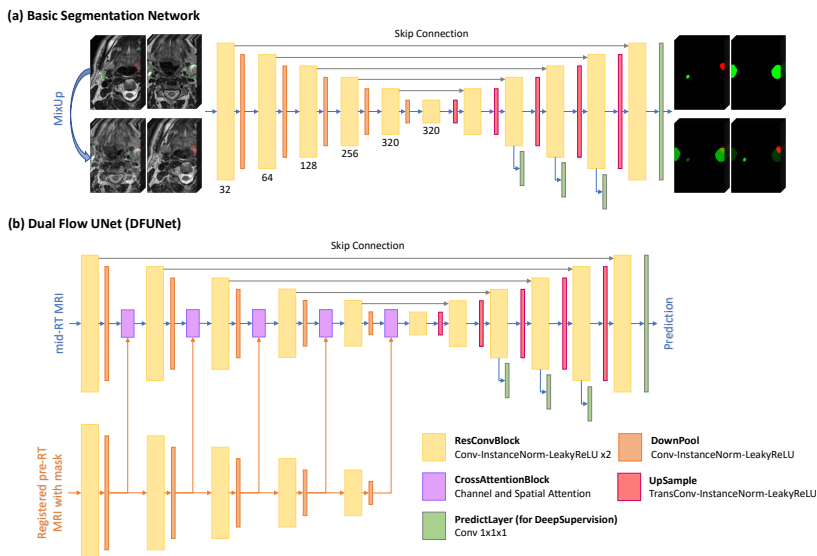 (a) Basic Segmentation Network
Skip Connection
MixUp
32
64
128
256
320
320
(b) Dual Flow UNet (DFUNet)
Skip Connection
mid-RT MRI
Prediction
Registered pre-RT
MRI with mask
ResConvBlock
Conv-InstanceNorm-LeakyReLU x2
DownPool
Conv-InstanceNorm-LeakyReLU
CrossAttentionBlock
Channel and Spatial Attention
UpSample
TransConv-InstanceNorm-LeakyReLU
PredictLayer (for DeepSupervision)
Conv 1x1x1